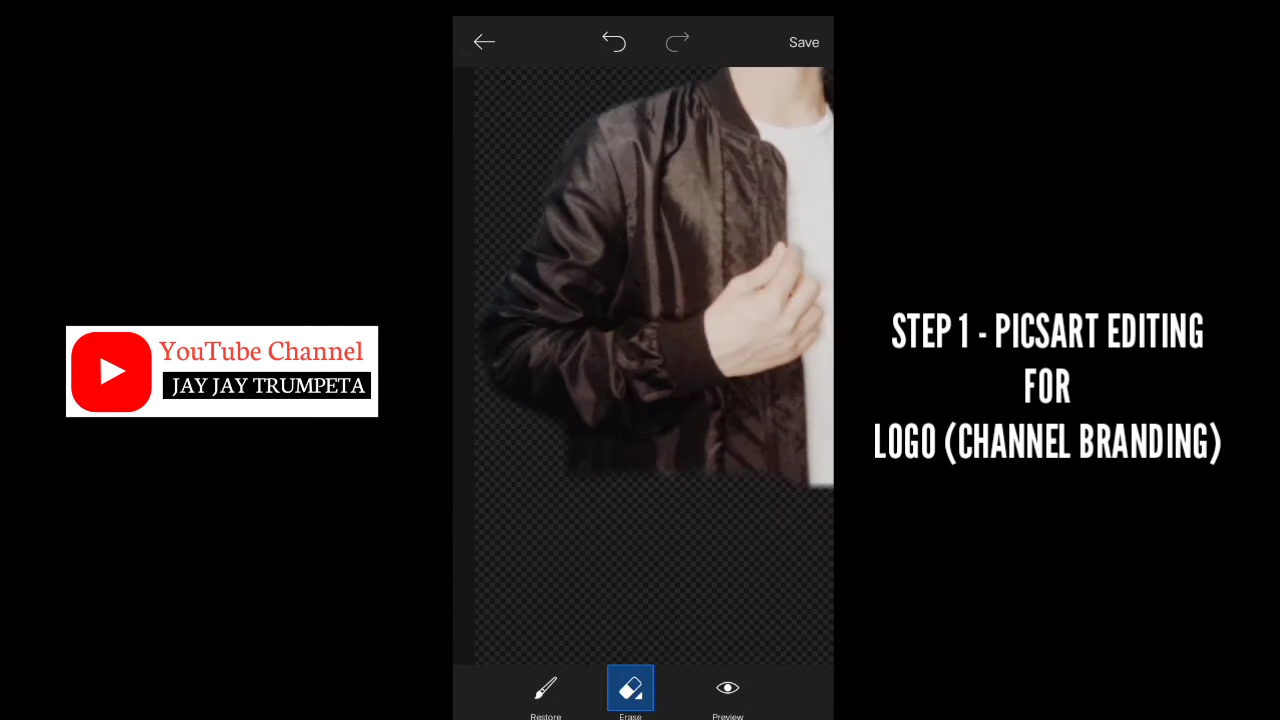 Save
YouTube Channel
JAY JAY TRUMPETA
STEP 1 - PICSART EDITING
FOR
LOGO (CHANNEL BRANDING)
Restore
Erase
Preview